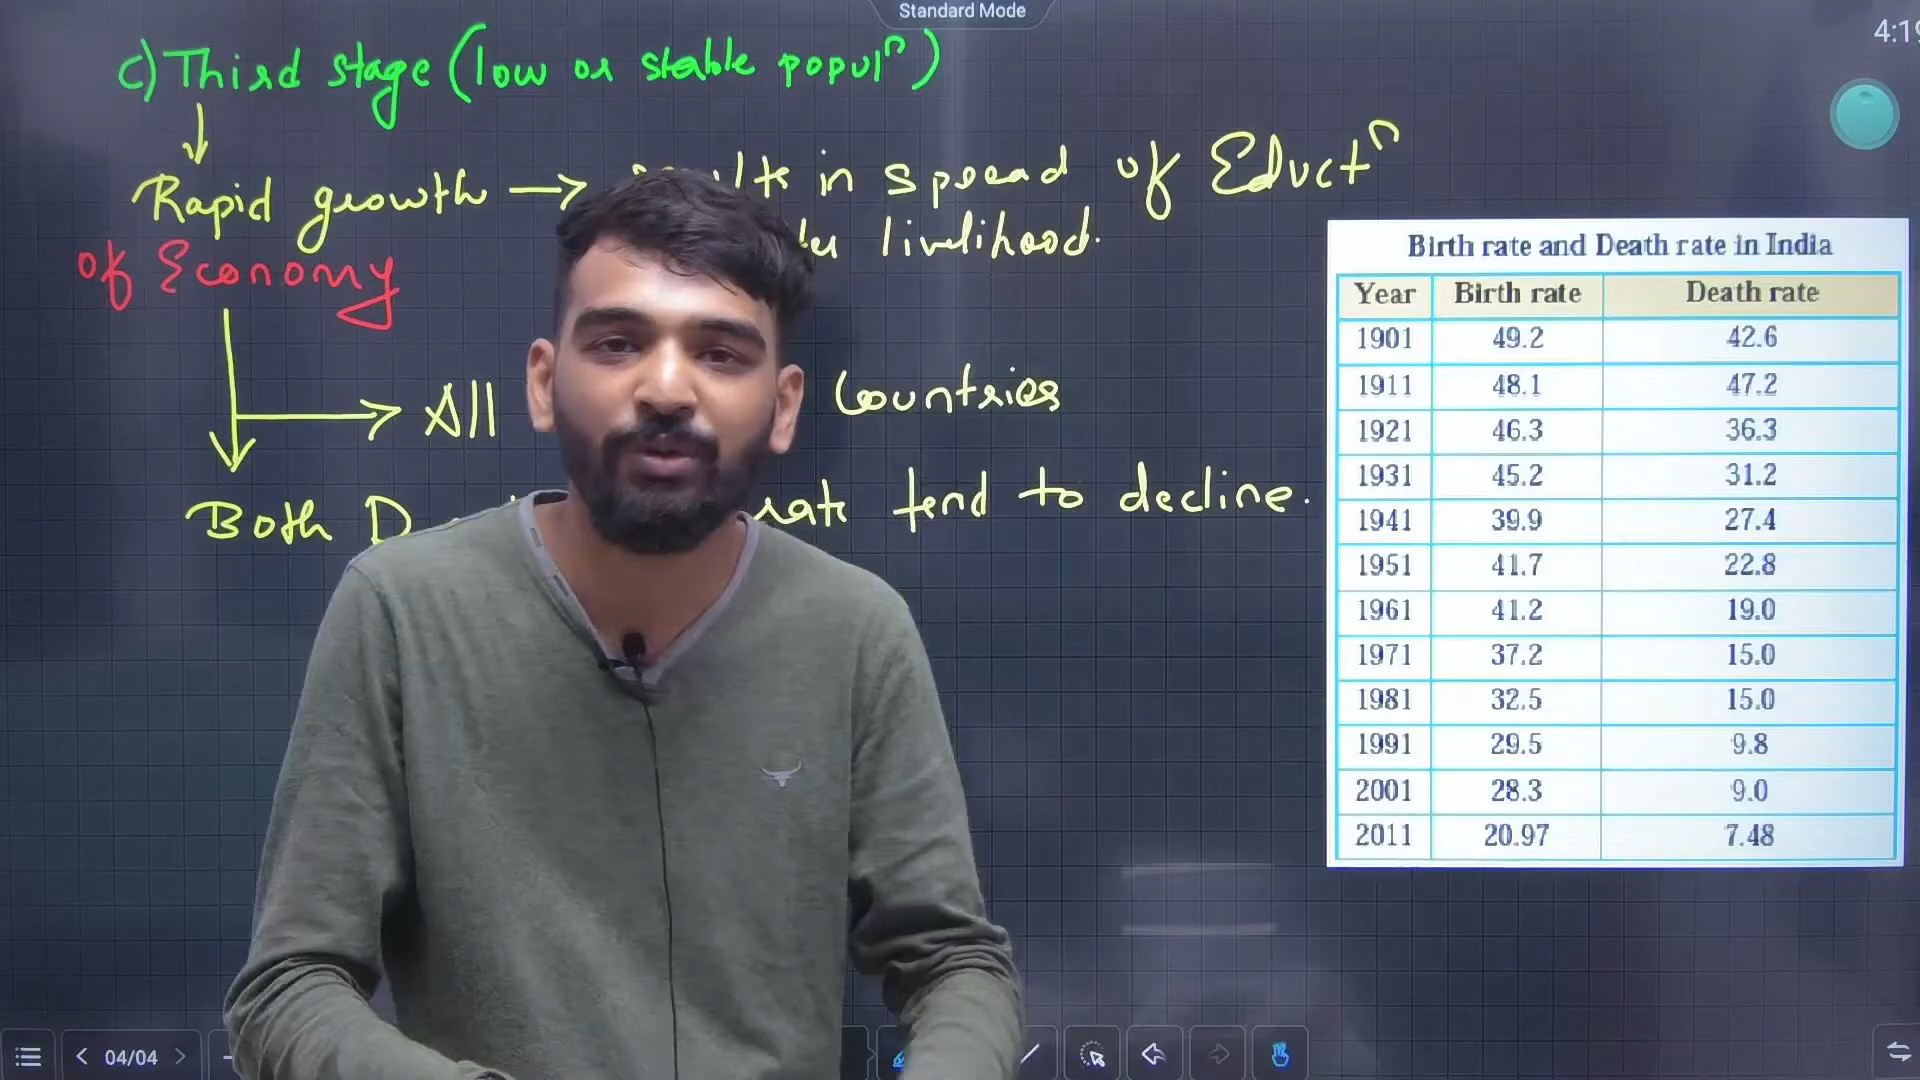 Standard Mode
4:19
C) Third stage (low or stable populⁿ)
Rapid growth → in spread of Eductⁿ
of Economy livelihood.
→ All Countries
Both D rate tend to decline.
Birth rate and Death rate in India
Year Birth rate Death rate
1901 49.2 42.6
1911 48.1 47.2
1921 46.3 36.3
1931 45.2 31.2
1941 39.9 27.4
1951 41.7 22.8
1961 41.2 19.0
1971 37.2 15.0
1981 32.5 15.0
1991 29.5 9.8
2001 28.3 9.0
2011 20.97 7.48
04/04